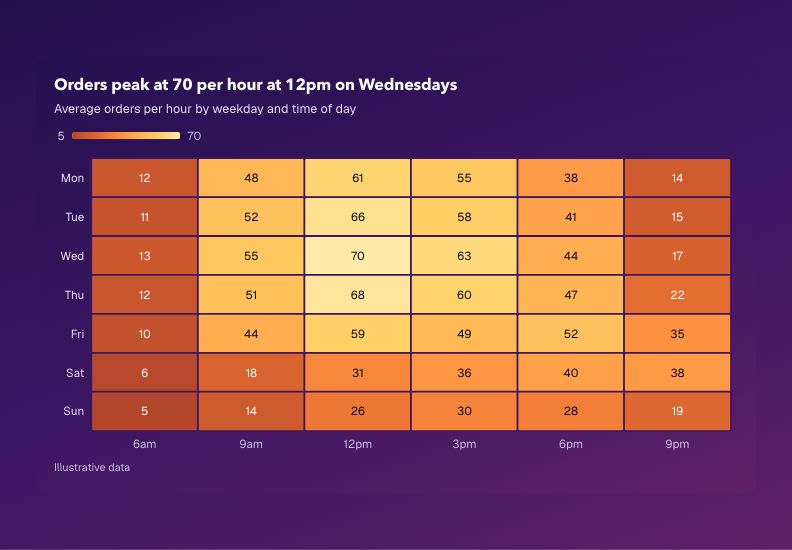 Orders peak at 70 per hour at 12pm on Wednesdays
Average orders per hour by weekday and time of day
5 70
Mon 12 48 61 55 38 14
Tue 11 52 66 58 41 15
Wed 13 55 70 63 44 17
Thu 12 51 68 60 47 22
Fri 10 44 59 49 52 35
Sat 6 18 31 36 40 38
Sun 5 14 26 30 28 19
6am 9am 12pm 3pm 6pm 9pm
Illustrative data